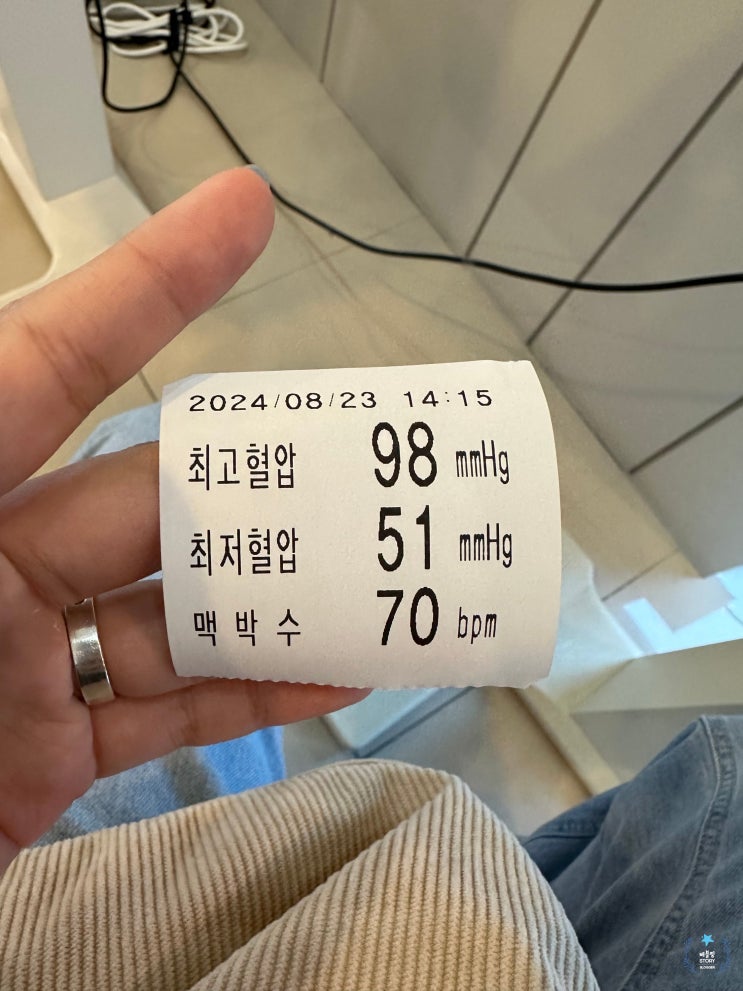 2024/08/23 14:15
최고혈압 98 mmHg
최저혈압 51 mmHg
맥박수 70 bpm
STORY